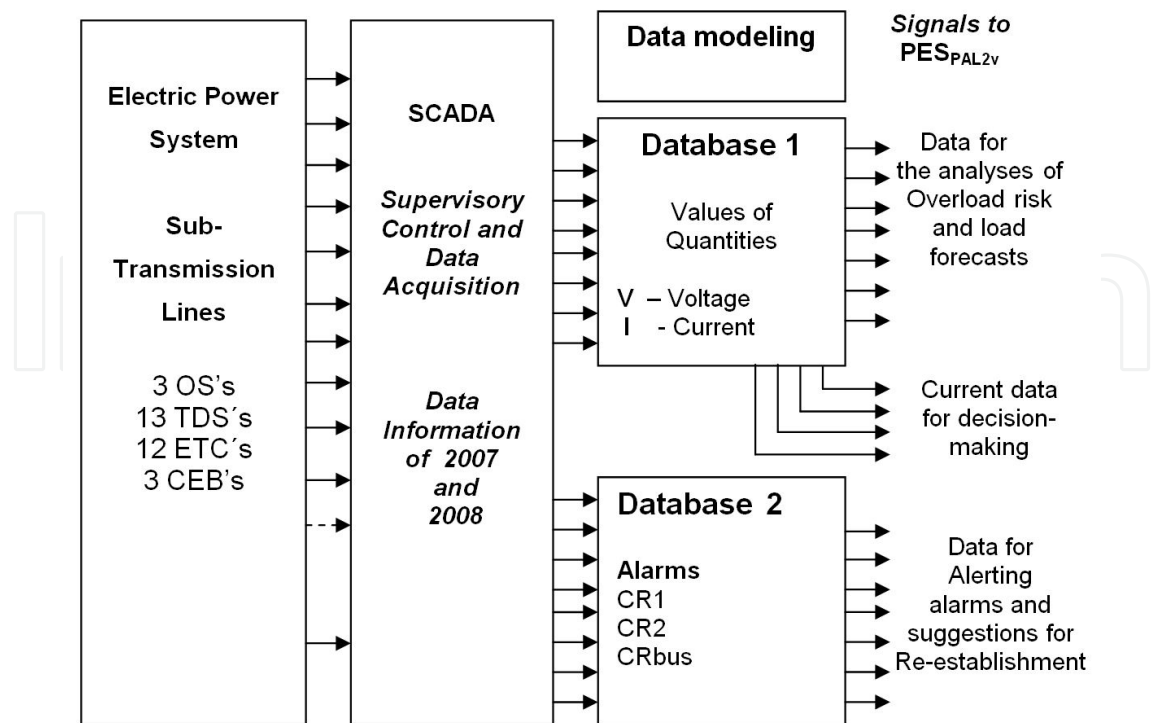 Electric Power
System
Sub-
Transmission
Lines
3 OS's
13 TDS´s
12 ETC´s
3 CEB's
SCADA
Supervisory
Control and
Data
Acquisition
Data
Information
of 2007
and
2008
Data modeling
Database 1
Values of
Quantities
V – Voltage
I - Current
Database 2
Alarms
CR1
CR2
CRbus
Signals to
PESPAL2v
Data for
the analyses of
Overload risk
and load
forecasts
Current data
for decision-
making
Data for
Alerting
alarms and
suggestions for
Re-establishment